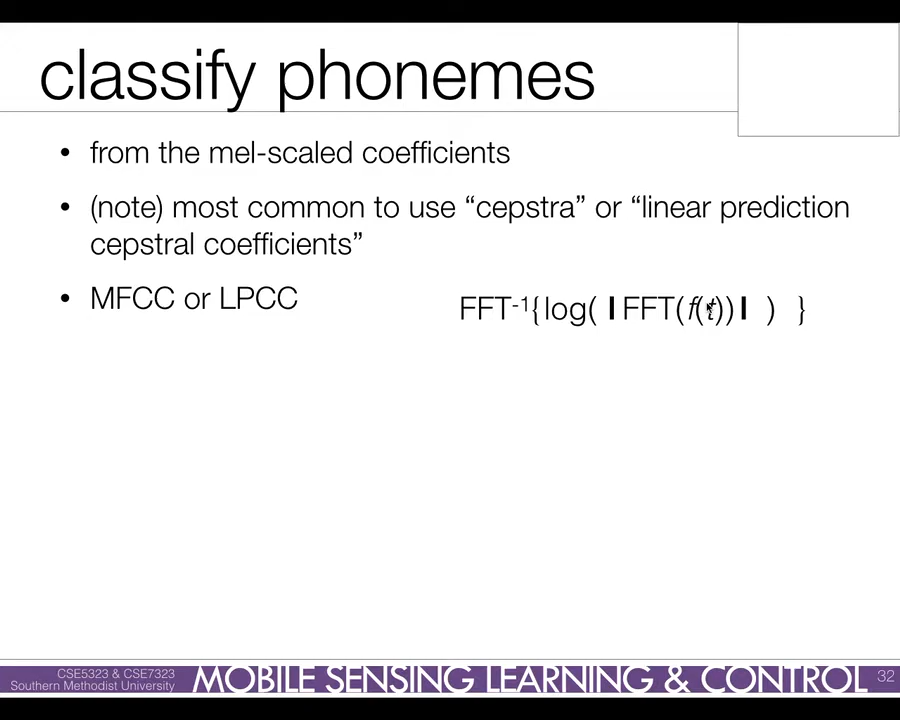 classify phonemes
• from the mel-scaled coefficients
• (note) most common to use “cepstra” or “linear prediction
cepstral coefficients”
• MFCC or LPCC
FFT⁻¹{log( |FFT(f(t))| ) }
CSE5323 & CSE7323
Southern Methodist University
MOBILE SENSING LEARNING & CONTROL
32